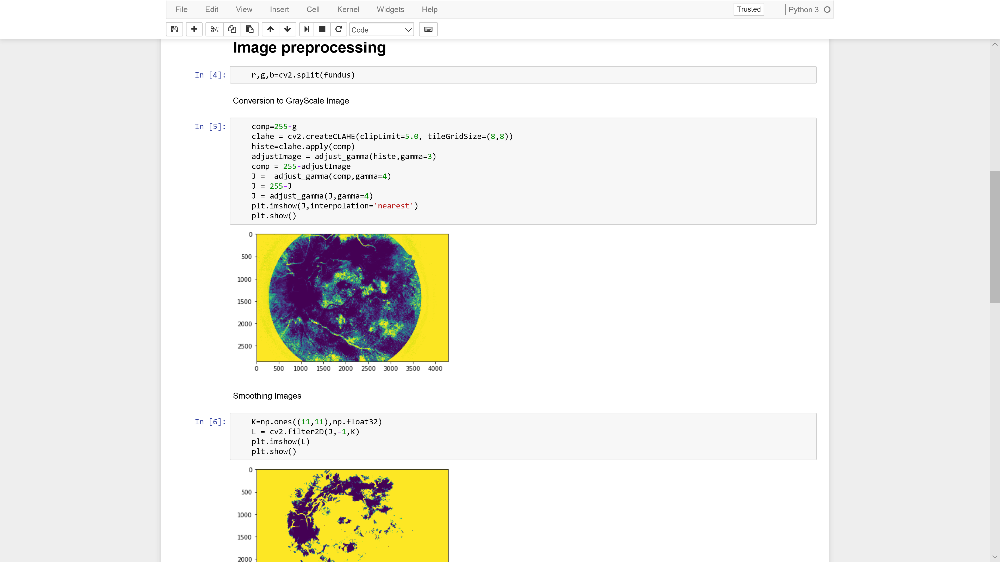 File Edit View Insert Cell Kernel Widgets Help Trusted Python 3
Code
Image preprocessing
In [4]: r,g,b=cv2.split(fundus)
Conversion to GrayScale Image
In [5]: comp=255-g
clahe = cv2.createCLAHE(clipLimit=5.0, tileGridSize=(8,8))
histe=clahe.apply(comp)
adjustImage = adjust_gamma(histe,gamma=3)
comp = 255-adjustImage
J =  adjust_gamma(comp,gamma=4)
J = 255-J
J = adjust_gamma(J,gamma=4)
plt.imshow(J,interpolation='nearest')
plt.show()
0
500
1000
1500
2000
2500
0 500 1000 1500 2000 2500 3000 3500 4000
Smoothing Images
In [6]: K=np.ones((11,11),np.float32)
L = cv2.filter2D(J,-1,K)
plt.imshow(L)
plt.show()
0
500
1000
1500
2000